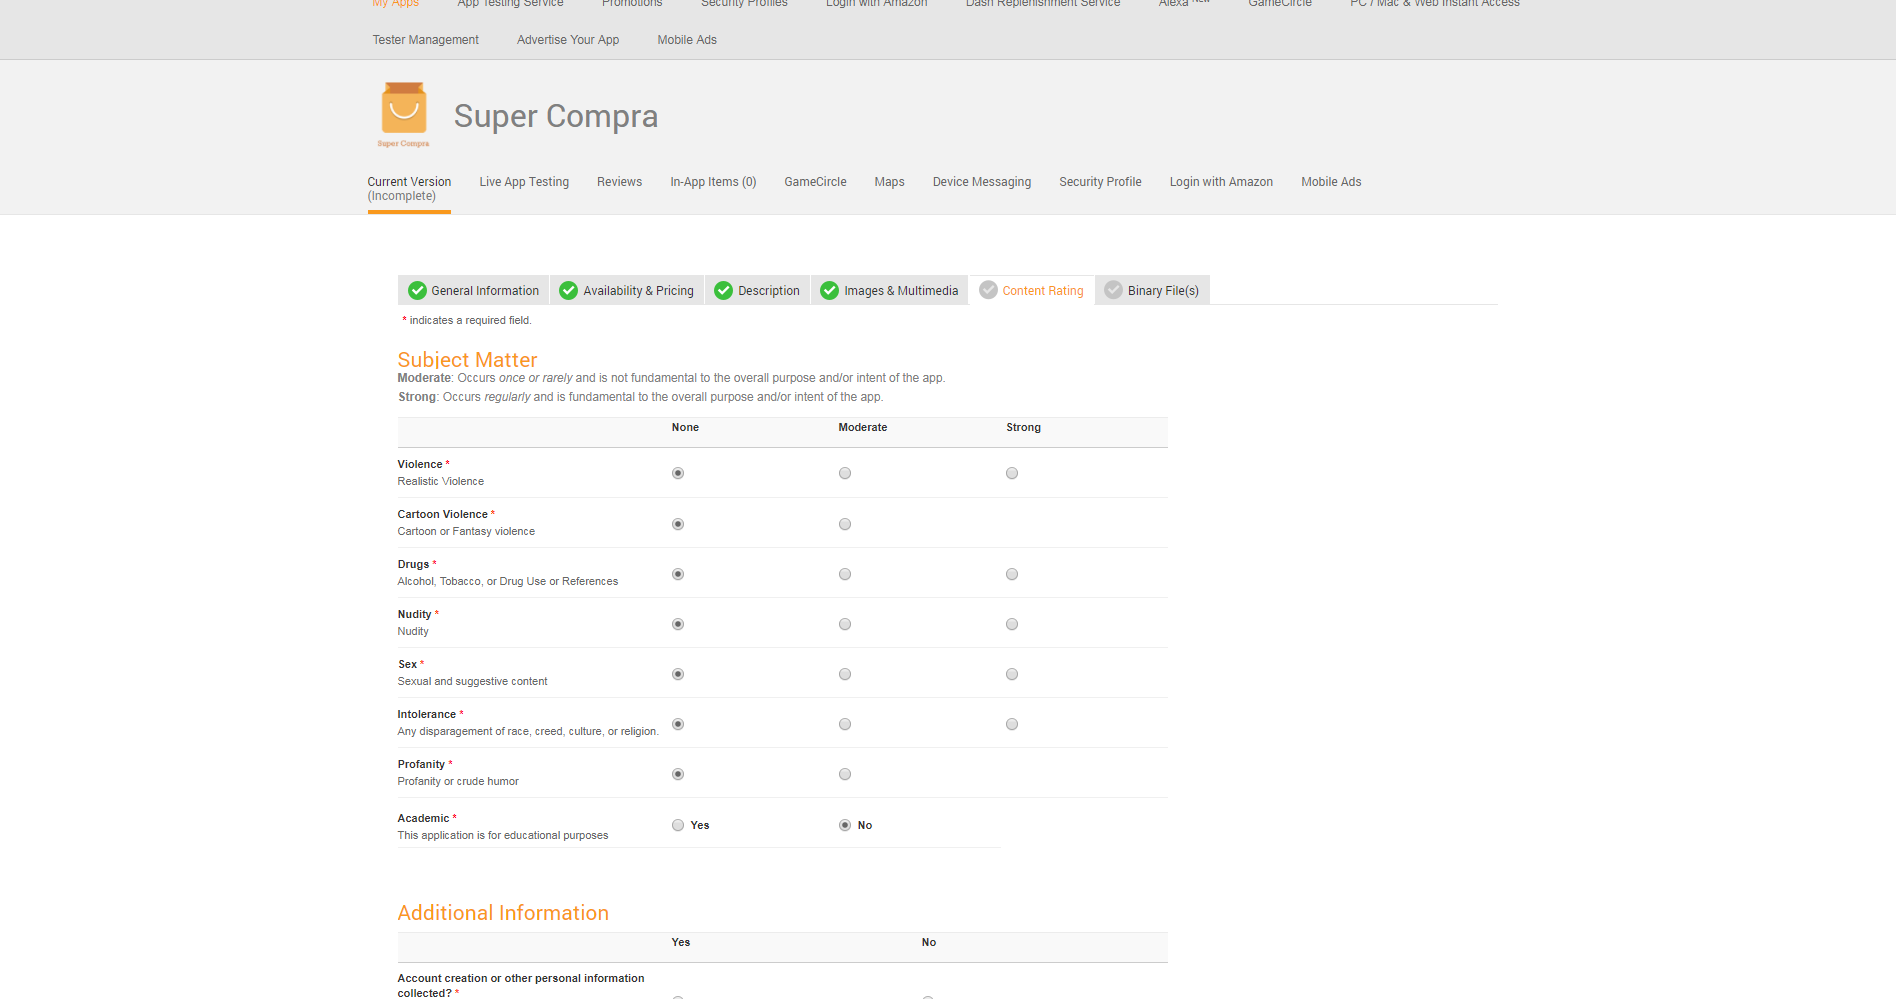 My Apps App Testing Service Promotions Security Profiles Login with Amazon Dash Replenishment Service Alexa New GameCircle PC / Mac & Web Instant Access
Tester Management Advertise Your App Mobile Ads
Super Compra
Super Compra
Current Version Live App Testing Reviews In-App Items (0) GameCircle Maps Device Messaging Security Profile Login with Amazon Mobile Ads
(Incomplete)
General Information Availability & Pricing Description Images & Multimedia Content Rating Binary File(s)
* indicates a required field.
Subject Matter
Moderate: Occurs once or rarely and is not fundamental to the overall purpose and/or intent of the app.
Strong: Occurs regularly and is fundamental to the overall purpose and/or intent of the app.
None Moderate Strong
Violence *
Realistic Violence
Cartoon Violence *
Cartoon or Fantasy violence
Drugs *
Alcohol, Tobacco, or Drug Use or References
Nudity *
Nudity
Sex *
Sexual and suggestive content
Intolerance *
Any disparagement of race, creed, culture, or religion.
Profanity *
Profanity or crude humor
Academic *
This application is for educational purposes
Yes No
Additional Information
Yes No
Account creation or other personal information
collected? *